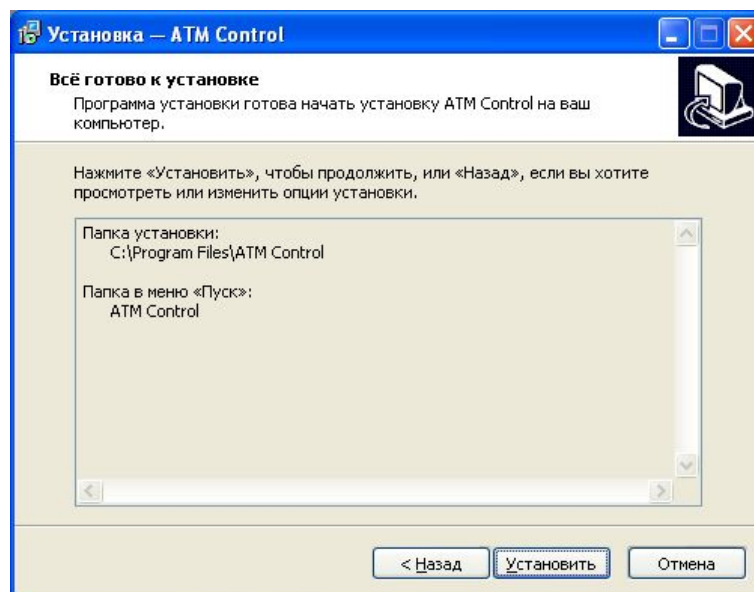 Установка — ATM Control
Всё готово к установке
Программа установки готова начать установку ATM Control на ваш
компьютер.
Нажмите «Установить», чтобы продолжить, или «Назад», если вы хотите
просмотреть или изменить опции установки.
Папка установки:
C:\Program Files\ATM Control
Папка в меню «Пуск»:
ATM Control
< Назад
Установить
Отмена